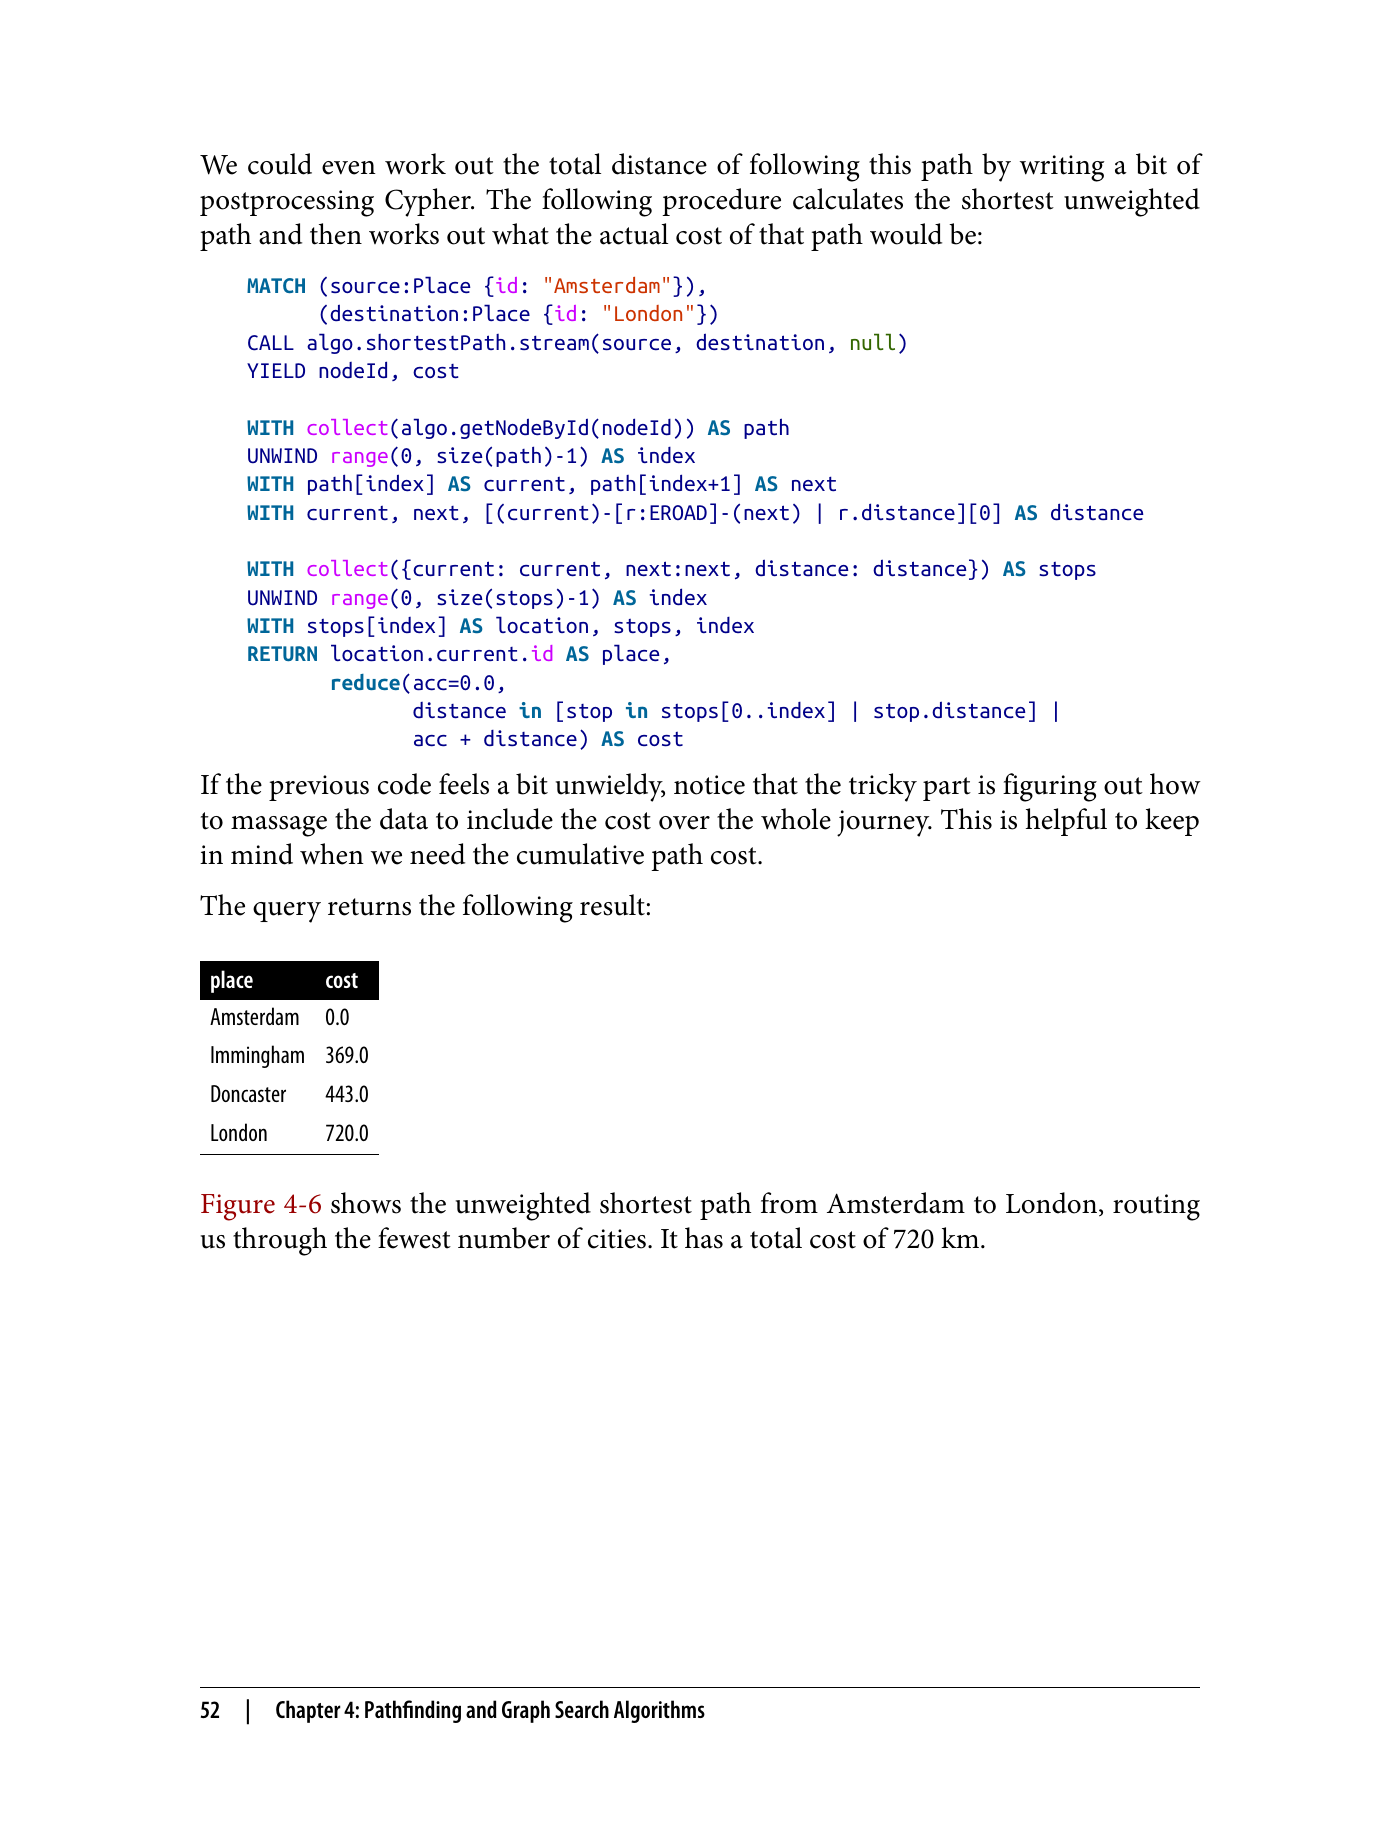 We could even work out the total distance of following this path by writing a bit of
postprocessing Cypher. The following procedure calculates the shortest unweighted
path and then works out what the actual cost of that path would be:
MATCH (source:Place {id: "Amsterdam"}),
      (destination:Place {id: "London"})
CALL algo.shortestPath.stream(source, destination, null)
YIELD nodeId, cost

WITH collect(algo.getNodeById(nodeId)) AS path
UNWIND range(0, size(path)-1) AS index
WITH path[index] AS current, path[index+1] AS next
WITH current, next, [(current)-[r:EROAD]-(next) | r.distance][0] AS distance

WITH collect({current: current, next:next, distance: distance}) AS stops
UNWIND range(0, size(stops)-1) AS index
WITH stops[index] AS location, stops, index
RETURN location.current.id AS place,
       reduce(acc=0.0,
              distance in [stop in stops[0..index] | stop.distance] |
              acc + distance) AS cost
If the previous code feels a bit unwieldy, notice that the tricky part is figuring out how
to massage the data to include the cost over the whole journey. This is helpful to keep
in mind when we need the cumulative path cost.
The query returns the following result:
place cost
Amsterdam 0.0
Immingham 369.0
Doncaster 443.0
London 720.0
Figure 4-6 shows the unweighted shortest path from Amsterdam to London, routing
us through the fewest number of cities. It has a total cost of 720 km.
52 | Chapter 4: Pathfinding and Graph Search Algorithms